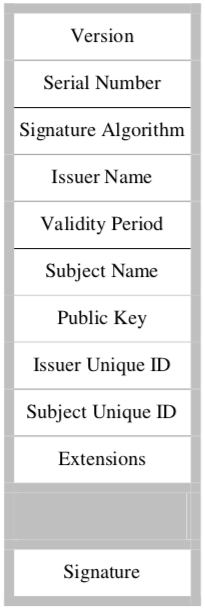 Version
Serial Number
Signature Algorithm
Issuer Name
Validity Period
Subject Name
Public Key
Issuer Unique ID
Subject Unique ID
Extensions
Signature